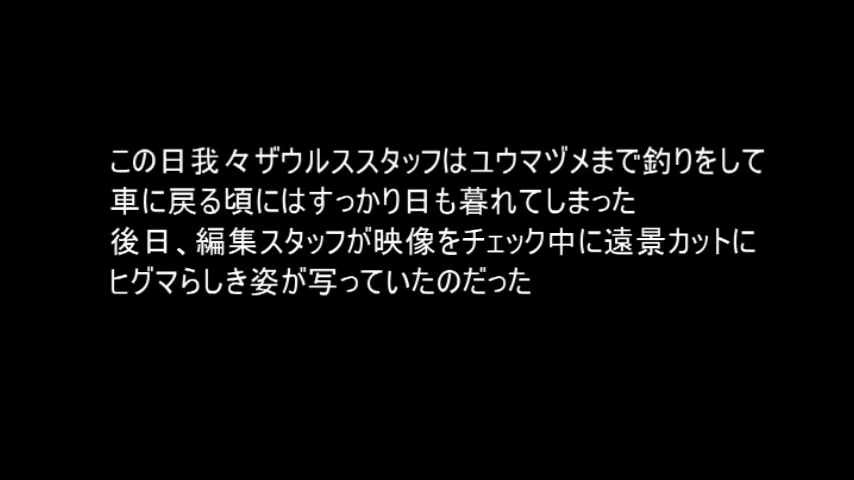 この日我々ザウルススタッフはユウマヅメまで釣りをして
車に戻る頃にはすっかり日も暮れてしまった
後日、編集スタッフが映像をチェック中に遠景カットに
ヒグマらしき姿が写っていたのだった